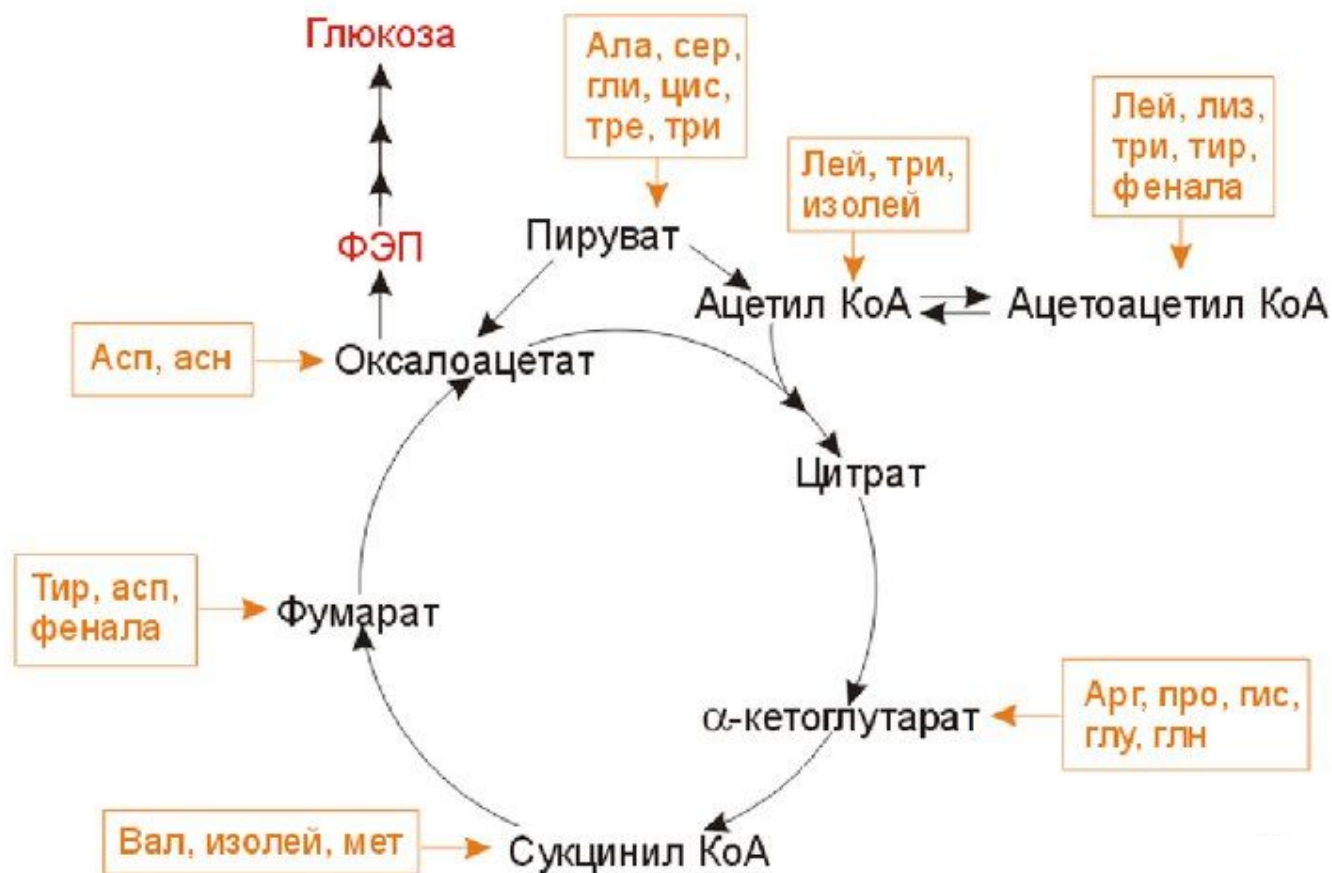 Глюкоза
Ала, сер,
гли, цис,
тре, три
Лей, лиз,
три, тир,
фенала
Лей, три,
изолей
ФЭП
Пируват
Ацетил КоА
Ацетоацетил КоА
Асп, асн
Оксалоацетат
Цитрат
Тир, асп,
фенала
Фумарат
α-кетоглутарат
Арг, про, гис,
глу, глн
Вал, изолей, мет
Сукцинил КоА